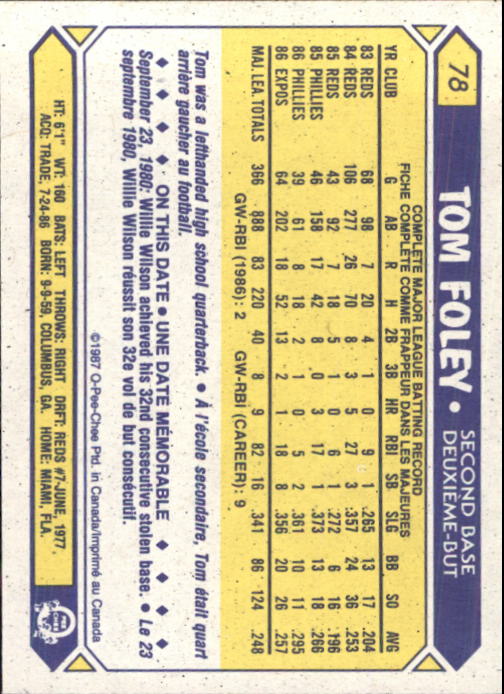 78
TOM FOLEY • SECOND BASE
DEUXIÈME-BUT
COMPLETE MAJOR LEAGUE BATTING RECORD
FICHE COMPLÈTE COMME FRAPPEUR DANS LES MAJEURES
YR CLUB G AB R H 2B 3B HR RBI SB SLG BB SO AVG
83 REDS 68 98 7 20 4 1 0 9 1 .265 13 17 .204
84 REDS 106 277 26 70 8 3 5 27 3 .357 24 36 .253
85 REDS 43 92 7 18 5 1 0 6 1 .272 6 16 .196
85 PHILLIES 46 158 17 42 8 0 3 17 1 .373 13 18 .266
86 PHILLIES 39 61 8 18 2 1 0 5 2 .361 10 11 .295
86 EXPOS 64 202 18 52 13 2 1 18 8 .356 20 26 .257
MAJ. LEA. TOTALS 366 888 83 220 40 8 9 82 16 .341 86 124 .248
GW-RBI (1986): 2 GW-RBI (CAREER): 9
Tom was a lefthanded high school quarterback. • À l'école secondaire, Tom était quart
arrière gaucher au football.
♦ ♦ ♦ ♦ ON THIS DATE • UNE DATE MÉMORABLE ♦ ♦ ♦ ♦
September 23, 1980: Willie Wilson achieved his 32nd consecutive stolen base. • Le 23
septembre 1980, Willie Wilson réussit son 32e vol de but consécutif.
©1987 O-Pee-Chee Ptd. in Canada/Imprimé au Canada
HT: 6'1" WT: 160 BATS: LEFT THROWS: RIGHT DRFT: REDS #7-JUNE, 1977
ACQ: TRADE, 7-24-86 BORN: 9-9-59, COLUMBUS, GA. HOME: MIAMI, FLA.
O
PEE
CHEE